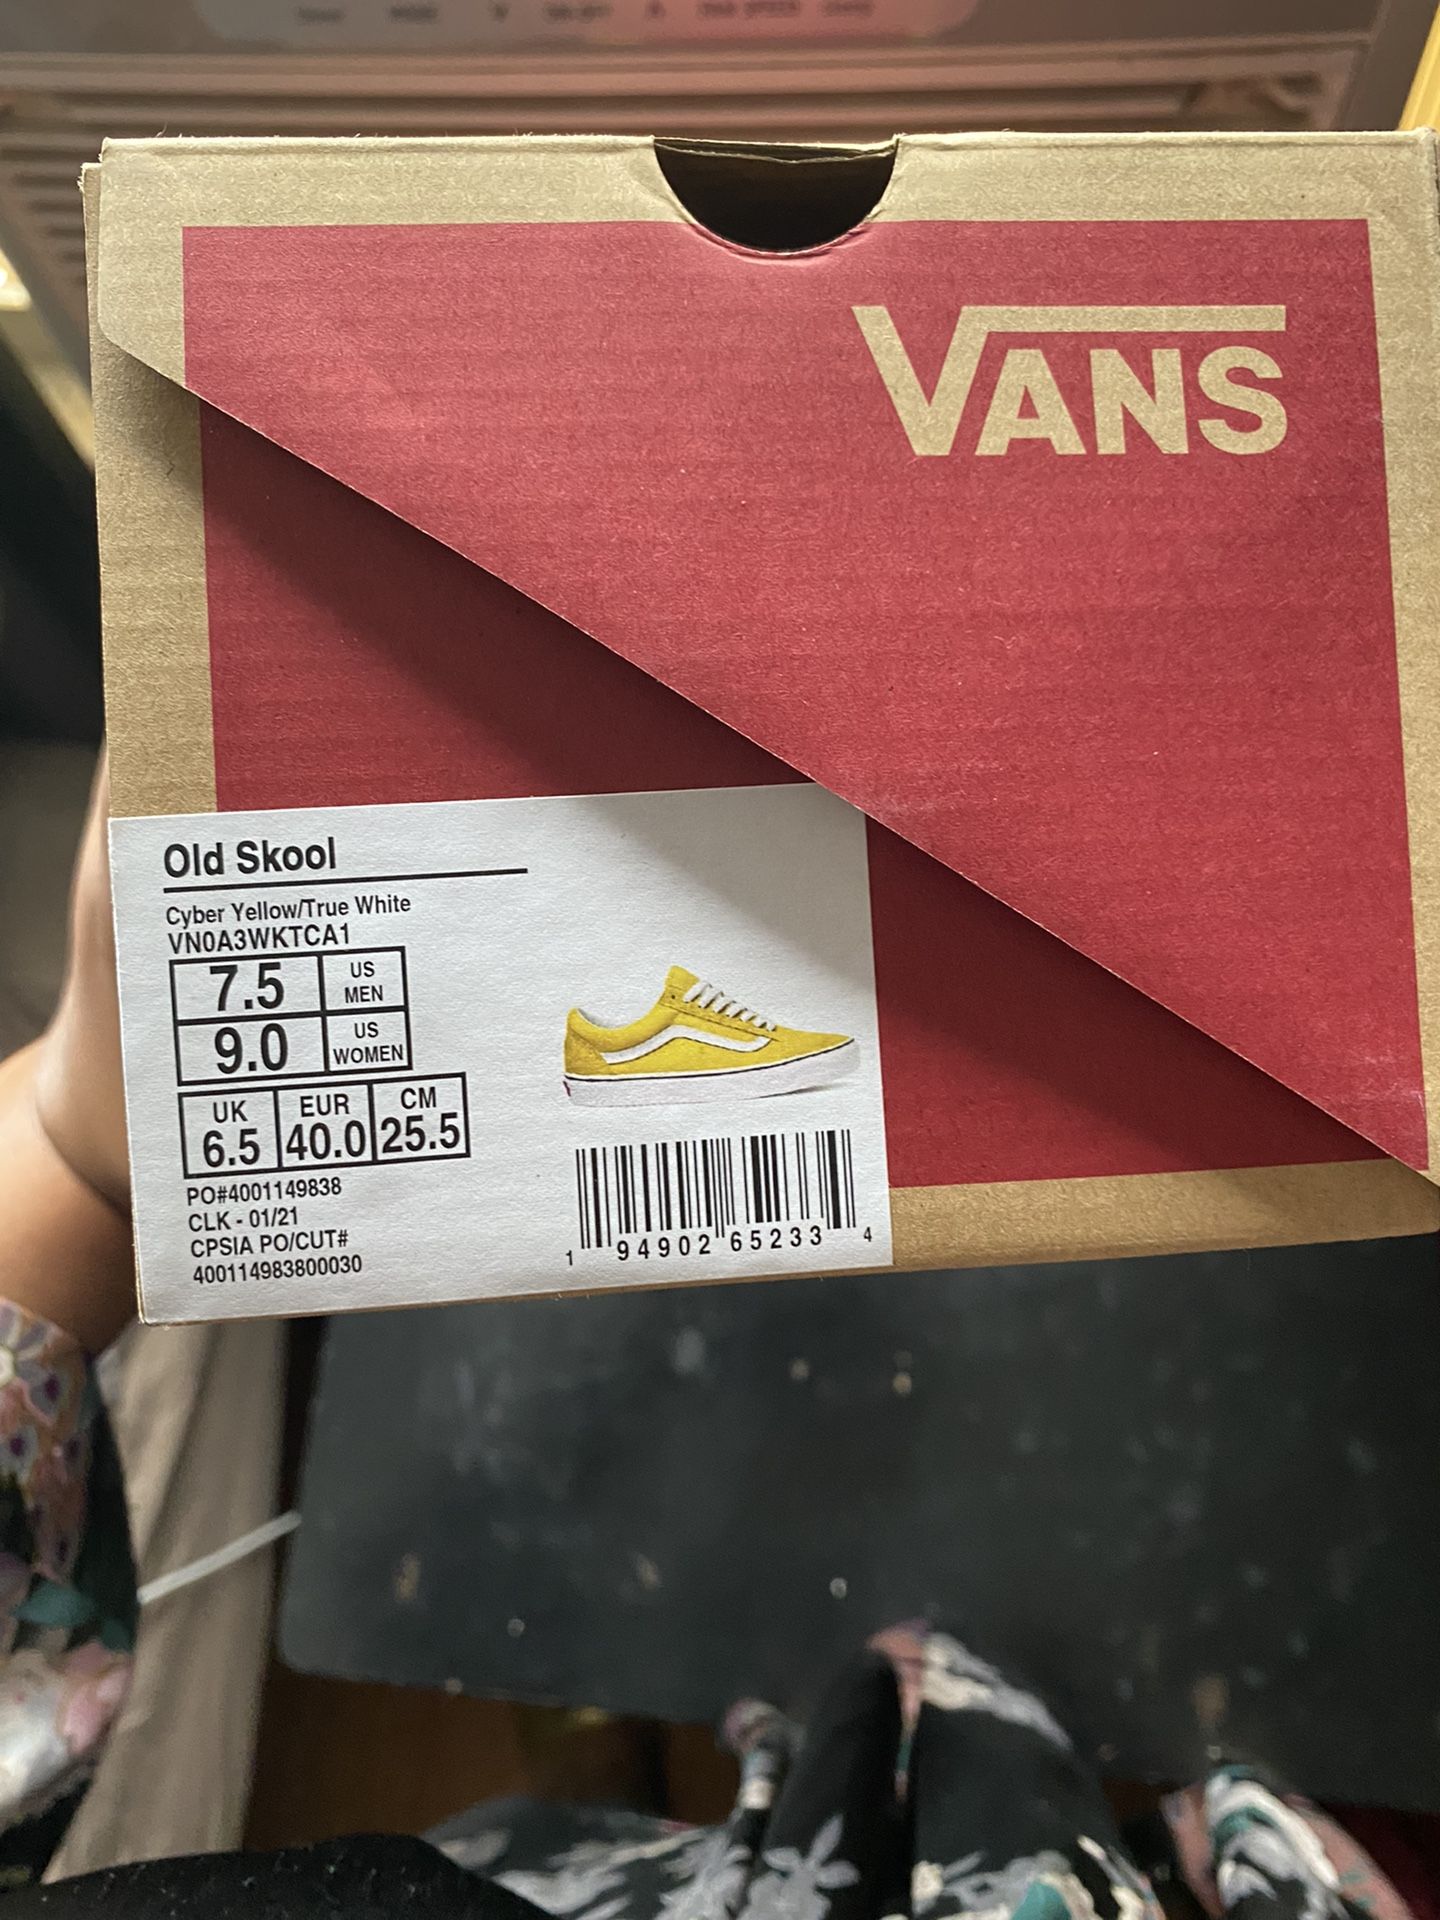 VANS
Old Skool
Cyber Yellow/True White
VN0A3WKTCA1
7.5 US MEN
9.0 US WOMEN
UK EUR CM
6.5 40.0 25.5
PO#4001149838
CLK - 01/21
CPSIA PO/CUT#
400114983800030
1 94902 65233 4